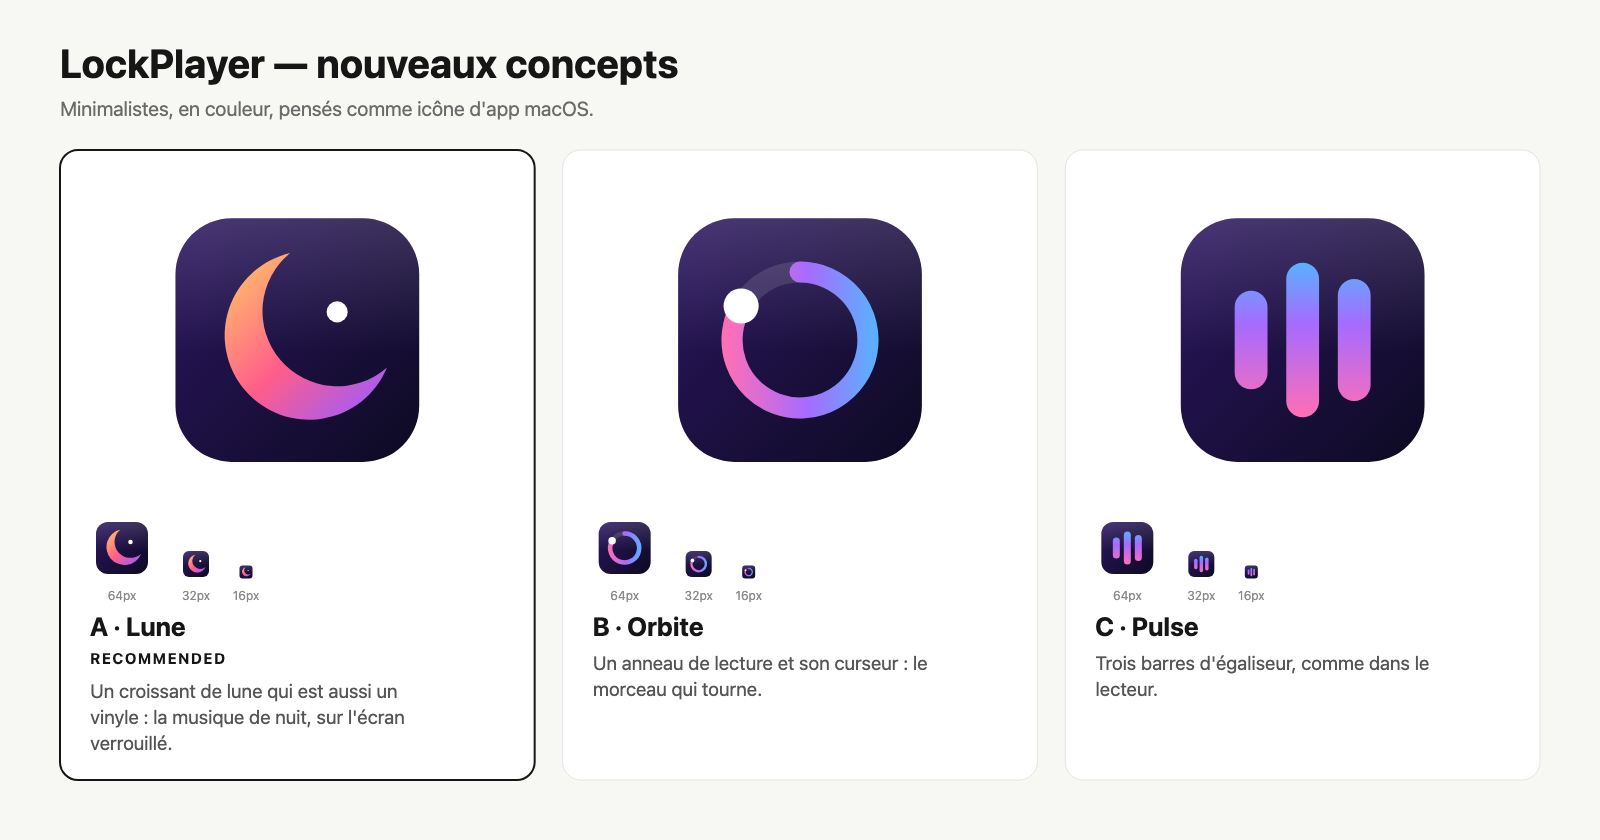 LockPlayer — nouveaux concepts
Minimalistes, en couleur, pensés comme icône d'app macOS.
64px
32px
16px
A · Lune
RECOMMENDED
Un croissant de lune qui est aussi un
vinyle : la musique de nuit, sur l'écran
verrouillé.
64px
32px
16px
B · Orbite
Un anneau de lecture et son curseur : le
morceau qui tourne.
64px
32px
16px
C · Pulse
Trois barres d'égaliseur, comme dans le
lecteur.